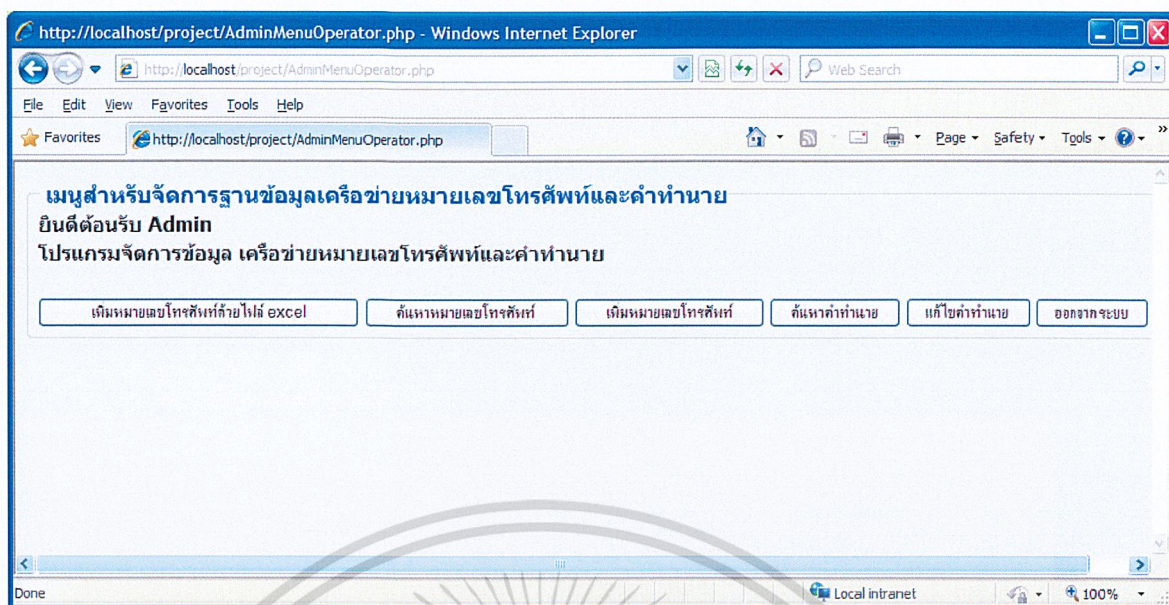 http://localhost/project/AdminMenuOperator.php - Windows Internet Explorer
http://localhost/project/AdminMenuOperator.php
Web Search
File Edit View Favorites Tools Help
Favorites http://localhost/project/AdminMenuOperator.php Page Safety Tools
เมนูสำหรับจัดการฐานข้อมูลเครือข่ายหมายเลขโทรศัพท์และคำทำนาย
ยินดีต้อนรับ Admin
โปรแกรมจัดการข้อมูล เครือข่ายหมายเลขโทรศัพท์และคำทำนาย
เพิ่มหมายเลขโทรศัพท์ด้วยไฟล์ excel ค้นหาหมายเลขโทรศัพท์ เพิ่มหมายเลขโทรศัพท์ ค้นหาคำทำนาย แก้ไขคำทำนาย ออกจากระบบ
Done Local intranet 100%